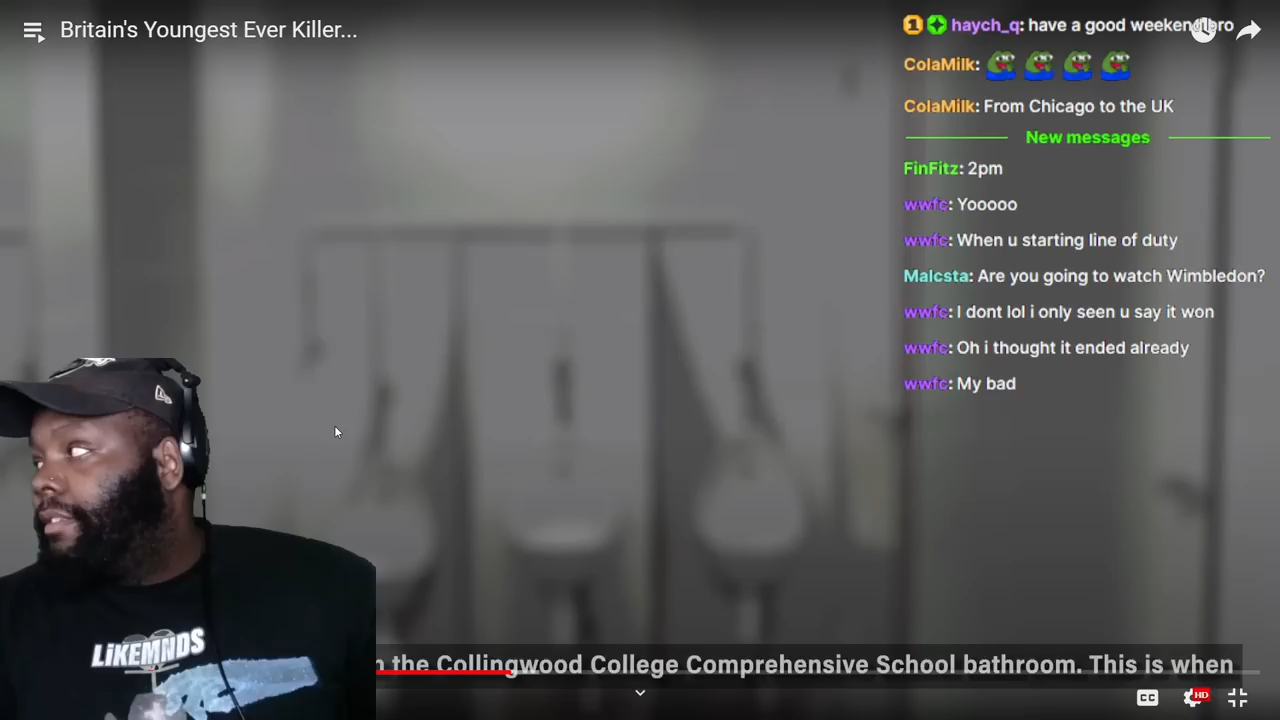 Britain's Youngest Ever Killer...
haych_q: have a good weekend bro
ColaMilk:
ColaMilk: From Chicago to the UK
New messages
FinFitz: 2pm
wwfc: Yooooo
wwfc: When u starting line of duty
Malcsta: Are you going to watch Wimbledon?
wwfc: I dont lol i only seen u say it won
wwfc: Oh i thought it ended already
wwfc: My bad
LiKEMNDS
the Collingwood College Comprehensive School bathroom. This is when
CC
HD